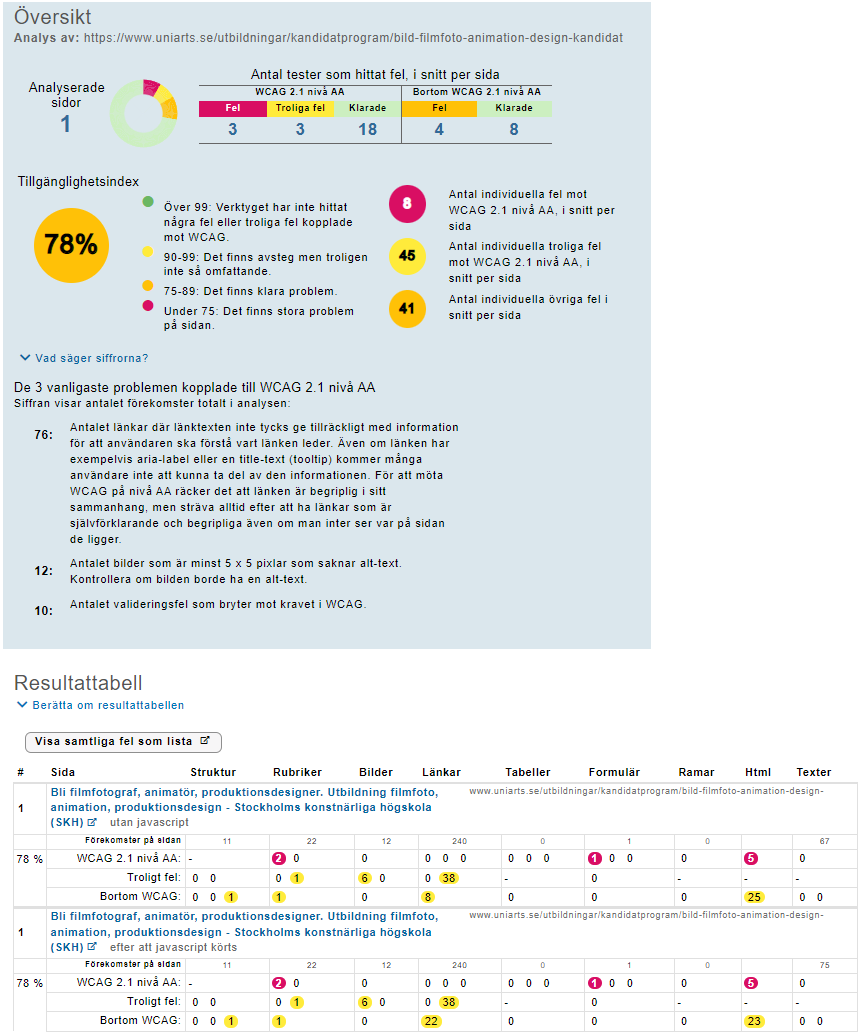 Översikt
Analys av: https://www.uniarts.se/utbildningar/kandidatprogram/bild-filmfoto-animation-design-kandidat
Analyserade sidor
1
Antal tester som hittat fel, i snitt per sida
WCAG 2.1 nivå AA Bortom WCAG 2.1 nivå AA
Fel Troliga fel Klarade Fel Klarade
3 3 18 4 8
Tillgänglighetsindex
78%
Över 99: Verktyget har inte hittat
några fel eller troliga fel kopplade
mot WCAG.
90-99: Det finns avsteg men troligen
inte så omfattande.
75-89: Det finns klara problem.
Under 75: Det finns stora problem
på sidan.
8
Antal individuella fel mot
WCAG 2.1 nivå AA, i snitt per
sida
45
Antal individuella troliga fel
mot WCAG 2.1 nivå AA, i
snitt per sida
41
Antal individuella övriga fel i
snitt per sida
Vad säger siffrorna?
De 3 vanligaste problemen kopplade till WCAG 2.1 nivå AA
Siffran visar antalet förekomster totalt i analysen:
76: Antalet länkar där länktexten inte tycks ge tillräckligt med information
för att användaren ska förstå vart länken leder. Även om länken har
exempelvis aria-label eller en title-text (tooltip) kommer många
användare inte att kunna ta del av den informationen. För att möta
WCAG på nivå AA räcker det att länken är begriplig i sitt
sammanhang, men sträva alltid efter att ha länkar som är
självförklarande och begripliga även om man inter ser var på sidan
de ligger.
12: Antalet bilder som är minst 5 x 5 pixlar som saknar alt-text.
Kontrollera om bilden borde ha en alt-text.
10: Antalet valideringsfel som bryter mot kravet i WCAG.
Resultattabell
Berätta om resultattabellen
Visa samtliga fel som lista
# Sida Struktur Rubriker Bilder Länkar Tabeller Formulär Ramar Html Texter
1 Bli filmfotograf, animatör, produktionsdesigner. Utbildning filmfoto, www.uniarts.se/utbildningar/kandidatprogram/bild-filmfoto-animation-design-
animation, produktionsdesign - Stockholms konstnärliga högskola
(SKH) utan javascript
Förekomster på sidan 11 22 12 240 0 1 0 67
78 % WCAG 2.1 nivå AA: - 2 0 0 0 0 0 0 0 0 1 0 0 0 5 0
Troligt fel: 0 0 0 1 6 0 0 38 - 0 - - -
Bortom WCAG: 0 0 1 1 0 8 0 0 0 25 0 0
1 Bli filmfotograf, animatör, produktionsdesigner. Utbildning filmfoto, www.uniarts.se/utbildningar/kandidatprogram/bild-filmfoto-animation-design-
animation, produktionsdesign - Stockholms konstnärliga högskola
(SKH) efter att javascript körts
Förekomster på sidan 11 22 12 240 0 1 0 75
78 % WCAG 2.1 nivå AA: - 2 0 0 0 0 0 0 0 0 1 0 0 0 5 0
Troligt fel: 0 0 0 1 6 0 0 38 - 0 - - -
Bortom WCAG: 0 0 1 1 0 22 0 0 0 23 0 0